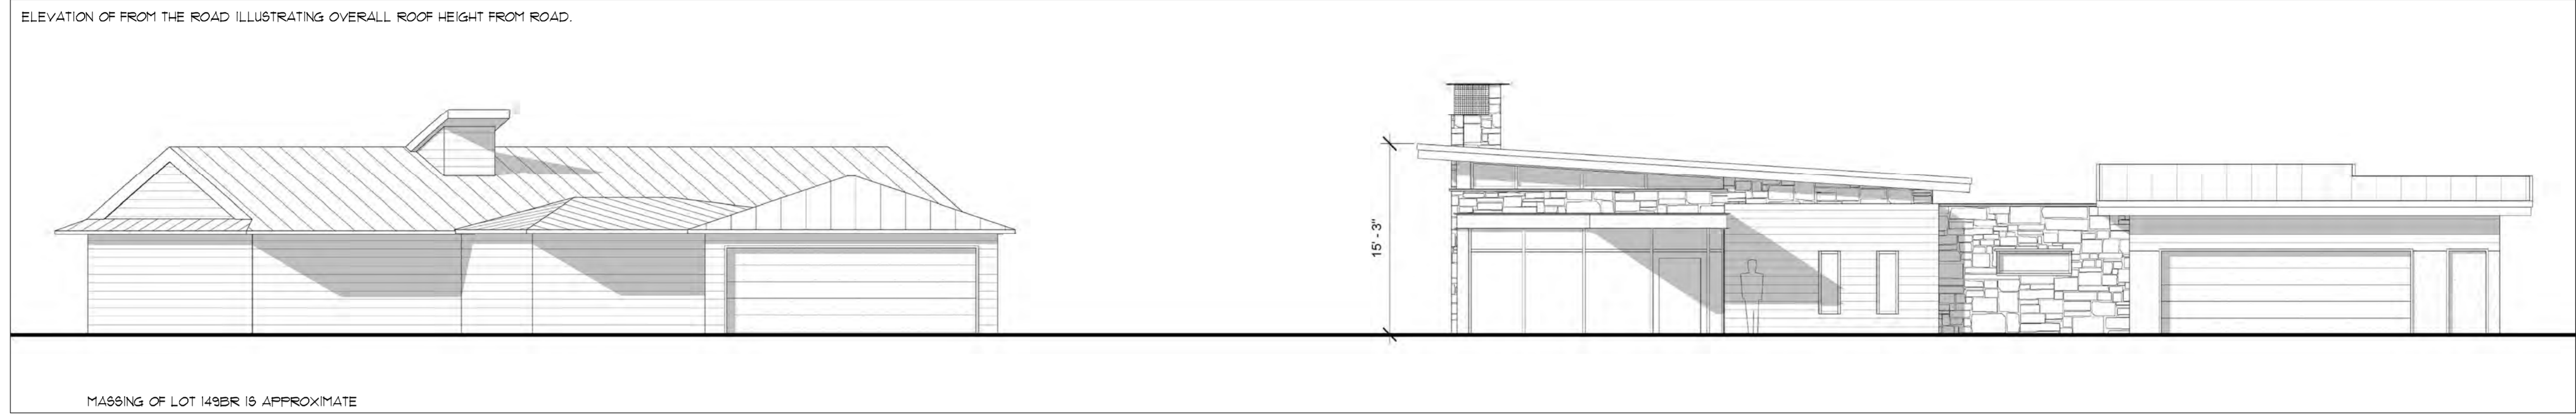 ELEVATION OF FROM THE ROAD ILLUSTRATING OVERALL ROOF HEIGHT FROM ROAD.
15' - 3"
MASSING OF LOT 149BR IS APPROXIMATE